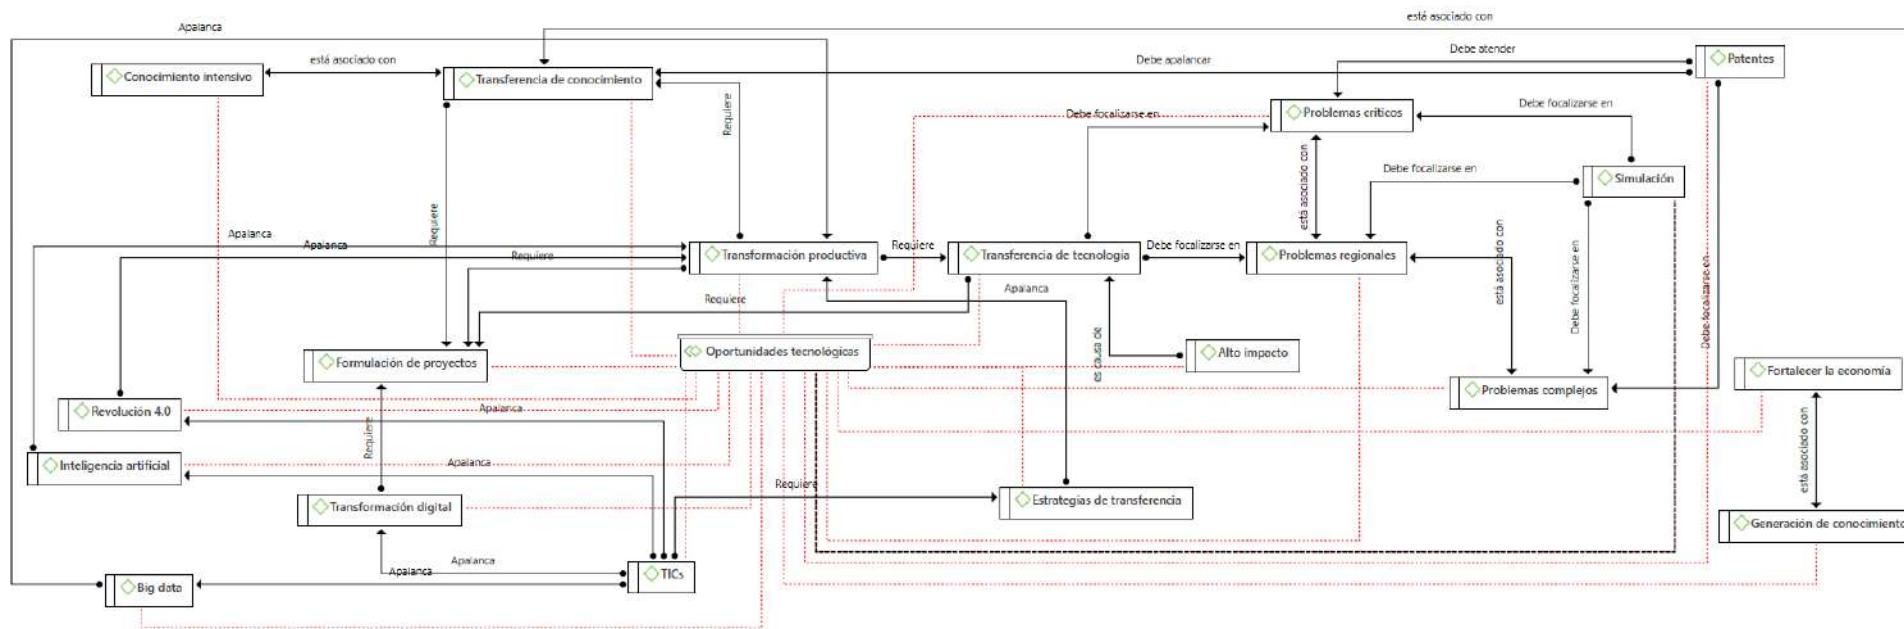 está asociado con
Apalanca
Debe atender
está asociado con
Debe apalancar
Patentes
Conocimiento intensivo
Transferencia de conocimiento
Debe focalizarse en
Problemas críticos
Debe focalizarse en
Requiere
está asociado con
Debe focalizarse en
Simulación
Requiere
Apalanca
Apalanca
Requiere
Transformación productiva
Requiere
Transferencia de tecnología
Debe focalizarse en
Problemas regionales
está asociado con
Debe focalizarse en
Debe focalizarse en
Requiere
Apalanca
Oportunidades tecnológicas
es causa de
Alto impacto
Formulación de proyectos
Fortalecer la economía
Problemas complejos
Revolución 4.0
Apalanca
Requiere
está asociado con
Inteligencia artificial
Apalanca
Requiere
Estrategias de transferencia
Transformación digital
Generación de conocimiento
Apalanca
Apalanca
TICs
Big data